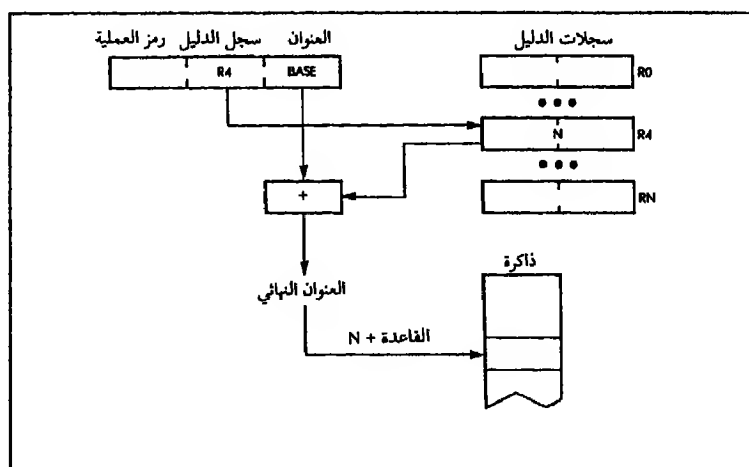 سجلات الدليل
العنوان سجل الدليل رمز العملية
R4 BASE
R0
N R4
RN
+
ذاكرة
العنوان النهائي
القاعدة + N